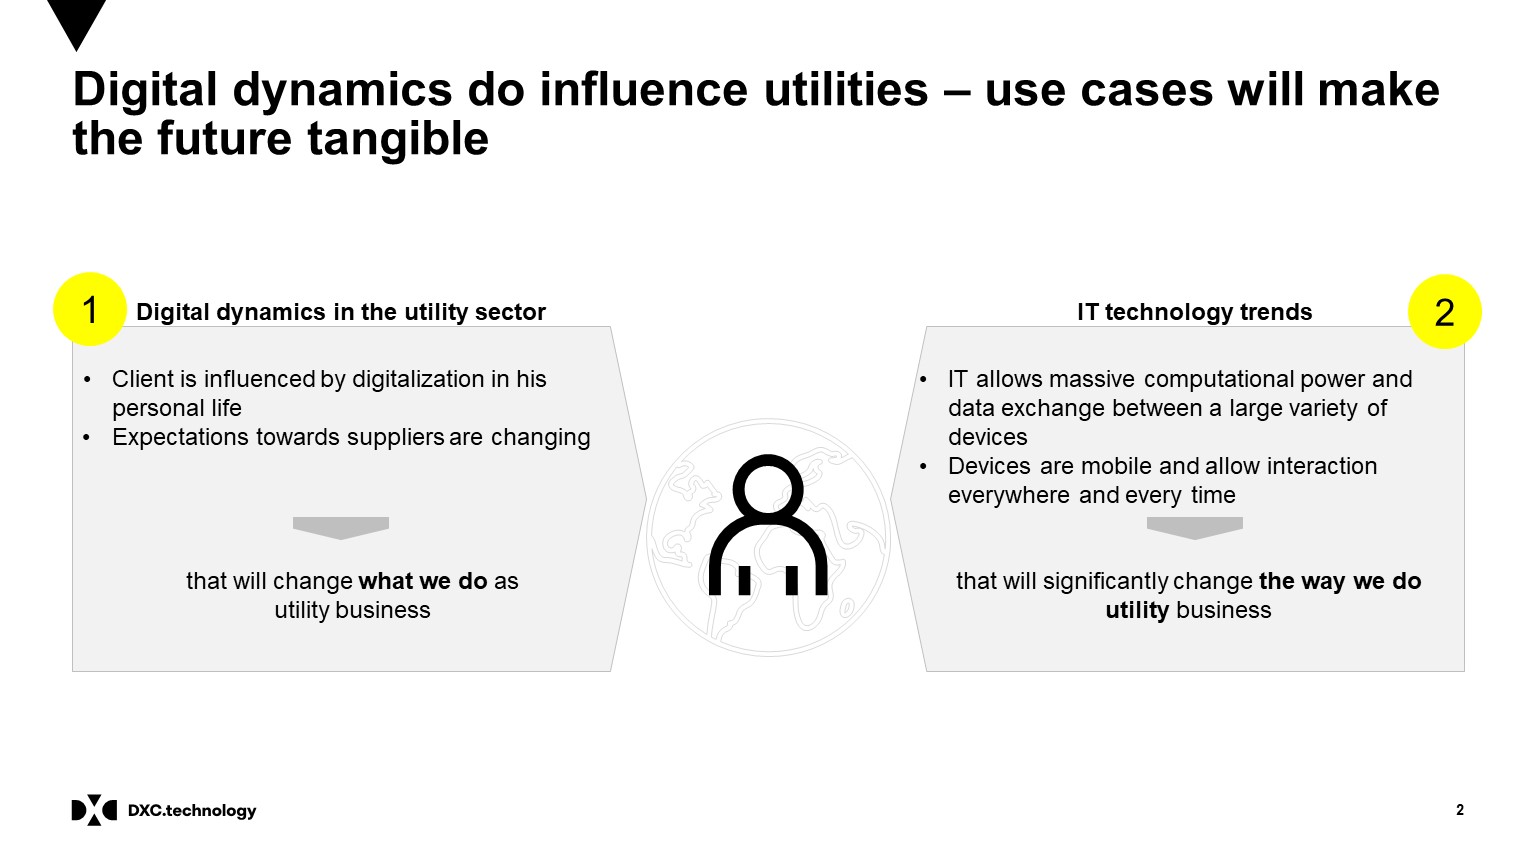 Digital dynamics do influence utilities – use cases will make
the future tangible
1
Digital dynamics in the utility sector
• Client is influenced by digitalization in his
personal life
• Expectations towards suppliers are changing
that will change what we do as
utility business
IT technology trends
2
• IT allows massive computational power and
data exchange between a large variety of
devices
• Devices are mobile and allow interaction
everywhere and every time
that will significantly change the way we do
utility business
DXC.technology
2